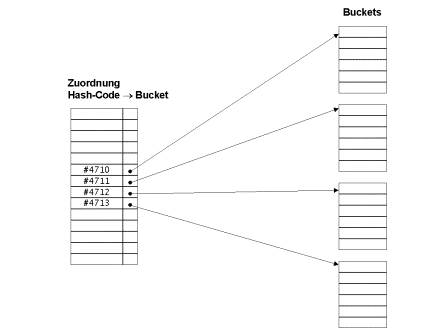 Buckets
Zuordnung
Hash-Code → Bucket
#4710
#4711
#4712
#4713